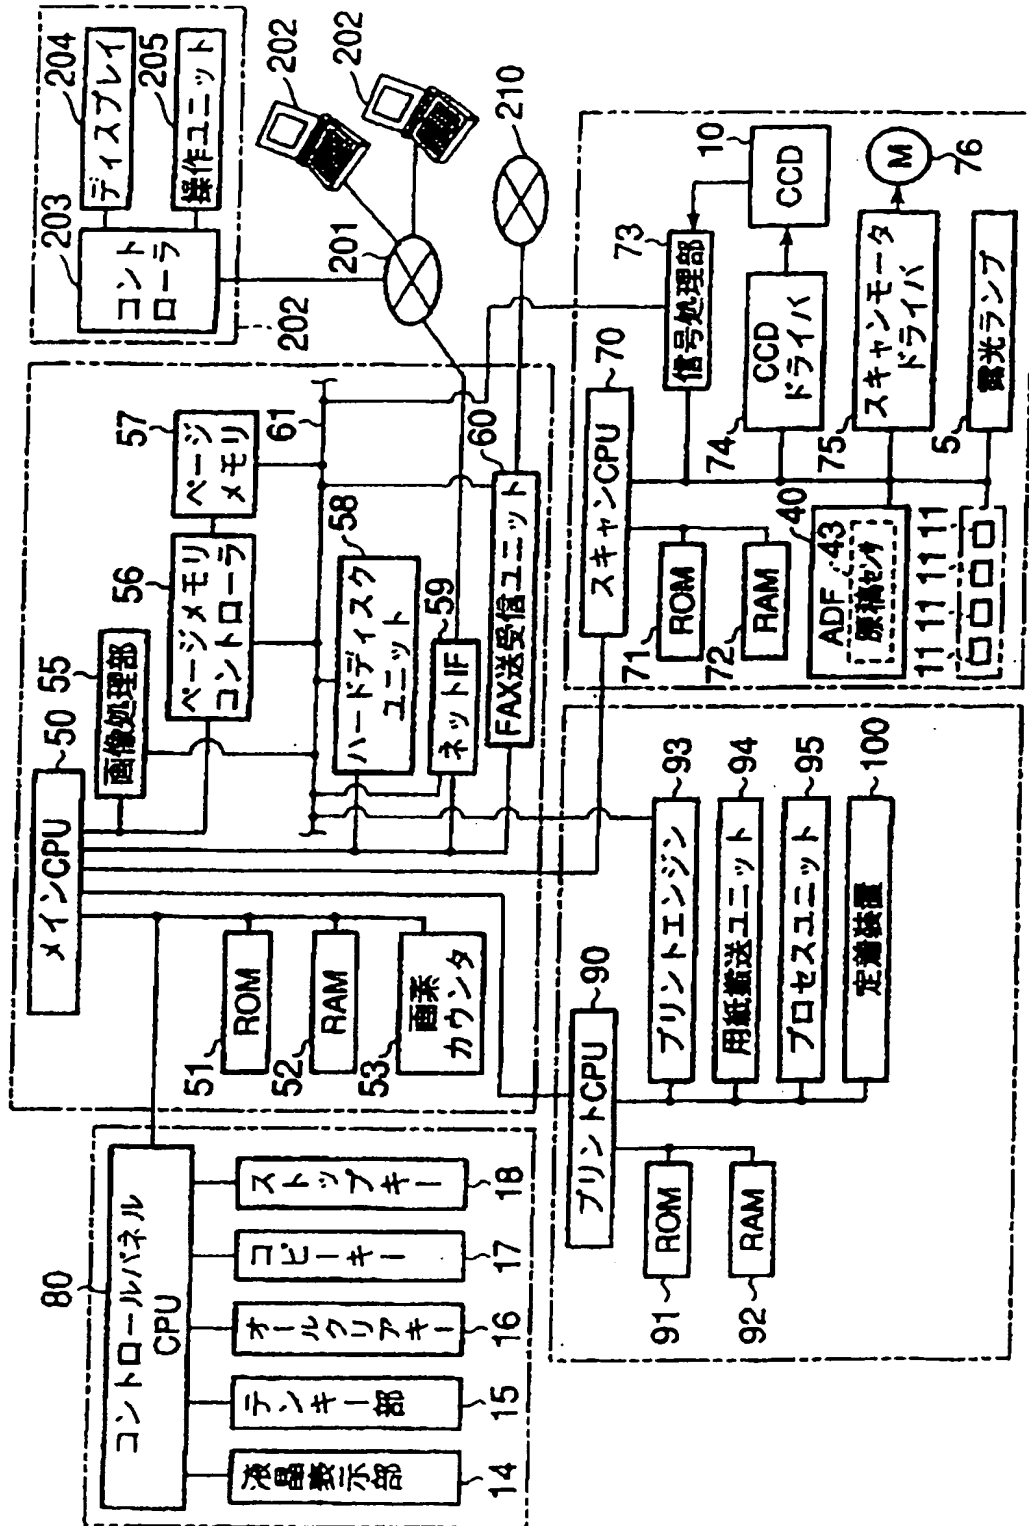 80
コントロールパネル
CPU
液晶表示部
14
テンキー部
15
オールクリアキー
16
コピーキー
17
ストップキー
18
メインCPU
50
51
ROM
52
RAM
53
画素
カウンタ
画像処理部
55
56
ページメモリ
コントローラ
57
ページ
メモリ
61
ハードディスク
ユニット
58
ネットIF
59
FAX送受信ユニット
60
203
コント
ローラ
204
ディスプレイ
205
操作ユニット
202
202
202
201
210
プリントCPU
90
91
ROM
92
RAM
プリントエンジン
93
用紙搬送ユニット
94
プロセスユニット
95
定着装置
100
スキャンCPU
70
71
ROM
72
RAM
73
信号処理部
10
CCD
74
CCD
ドライバ
75
スキャンモータ
ドライバ
M
76
40
ADF
43
原稿センサ
5
露光ランプ
11
11
11
11